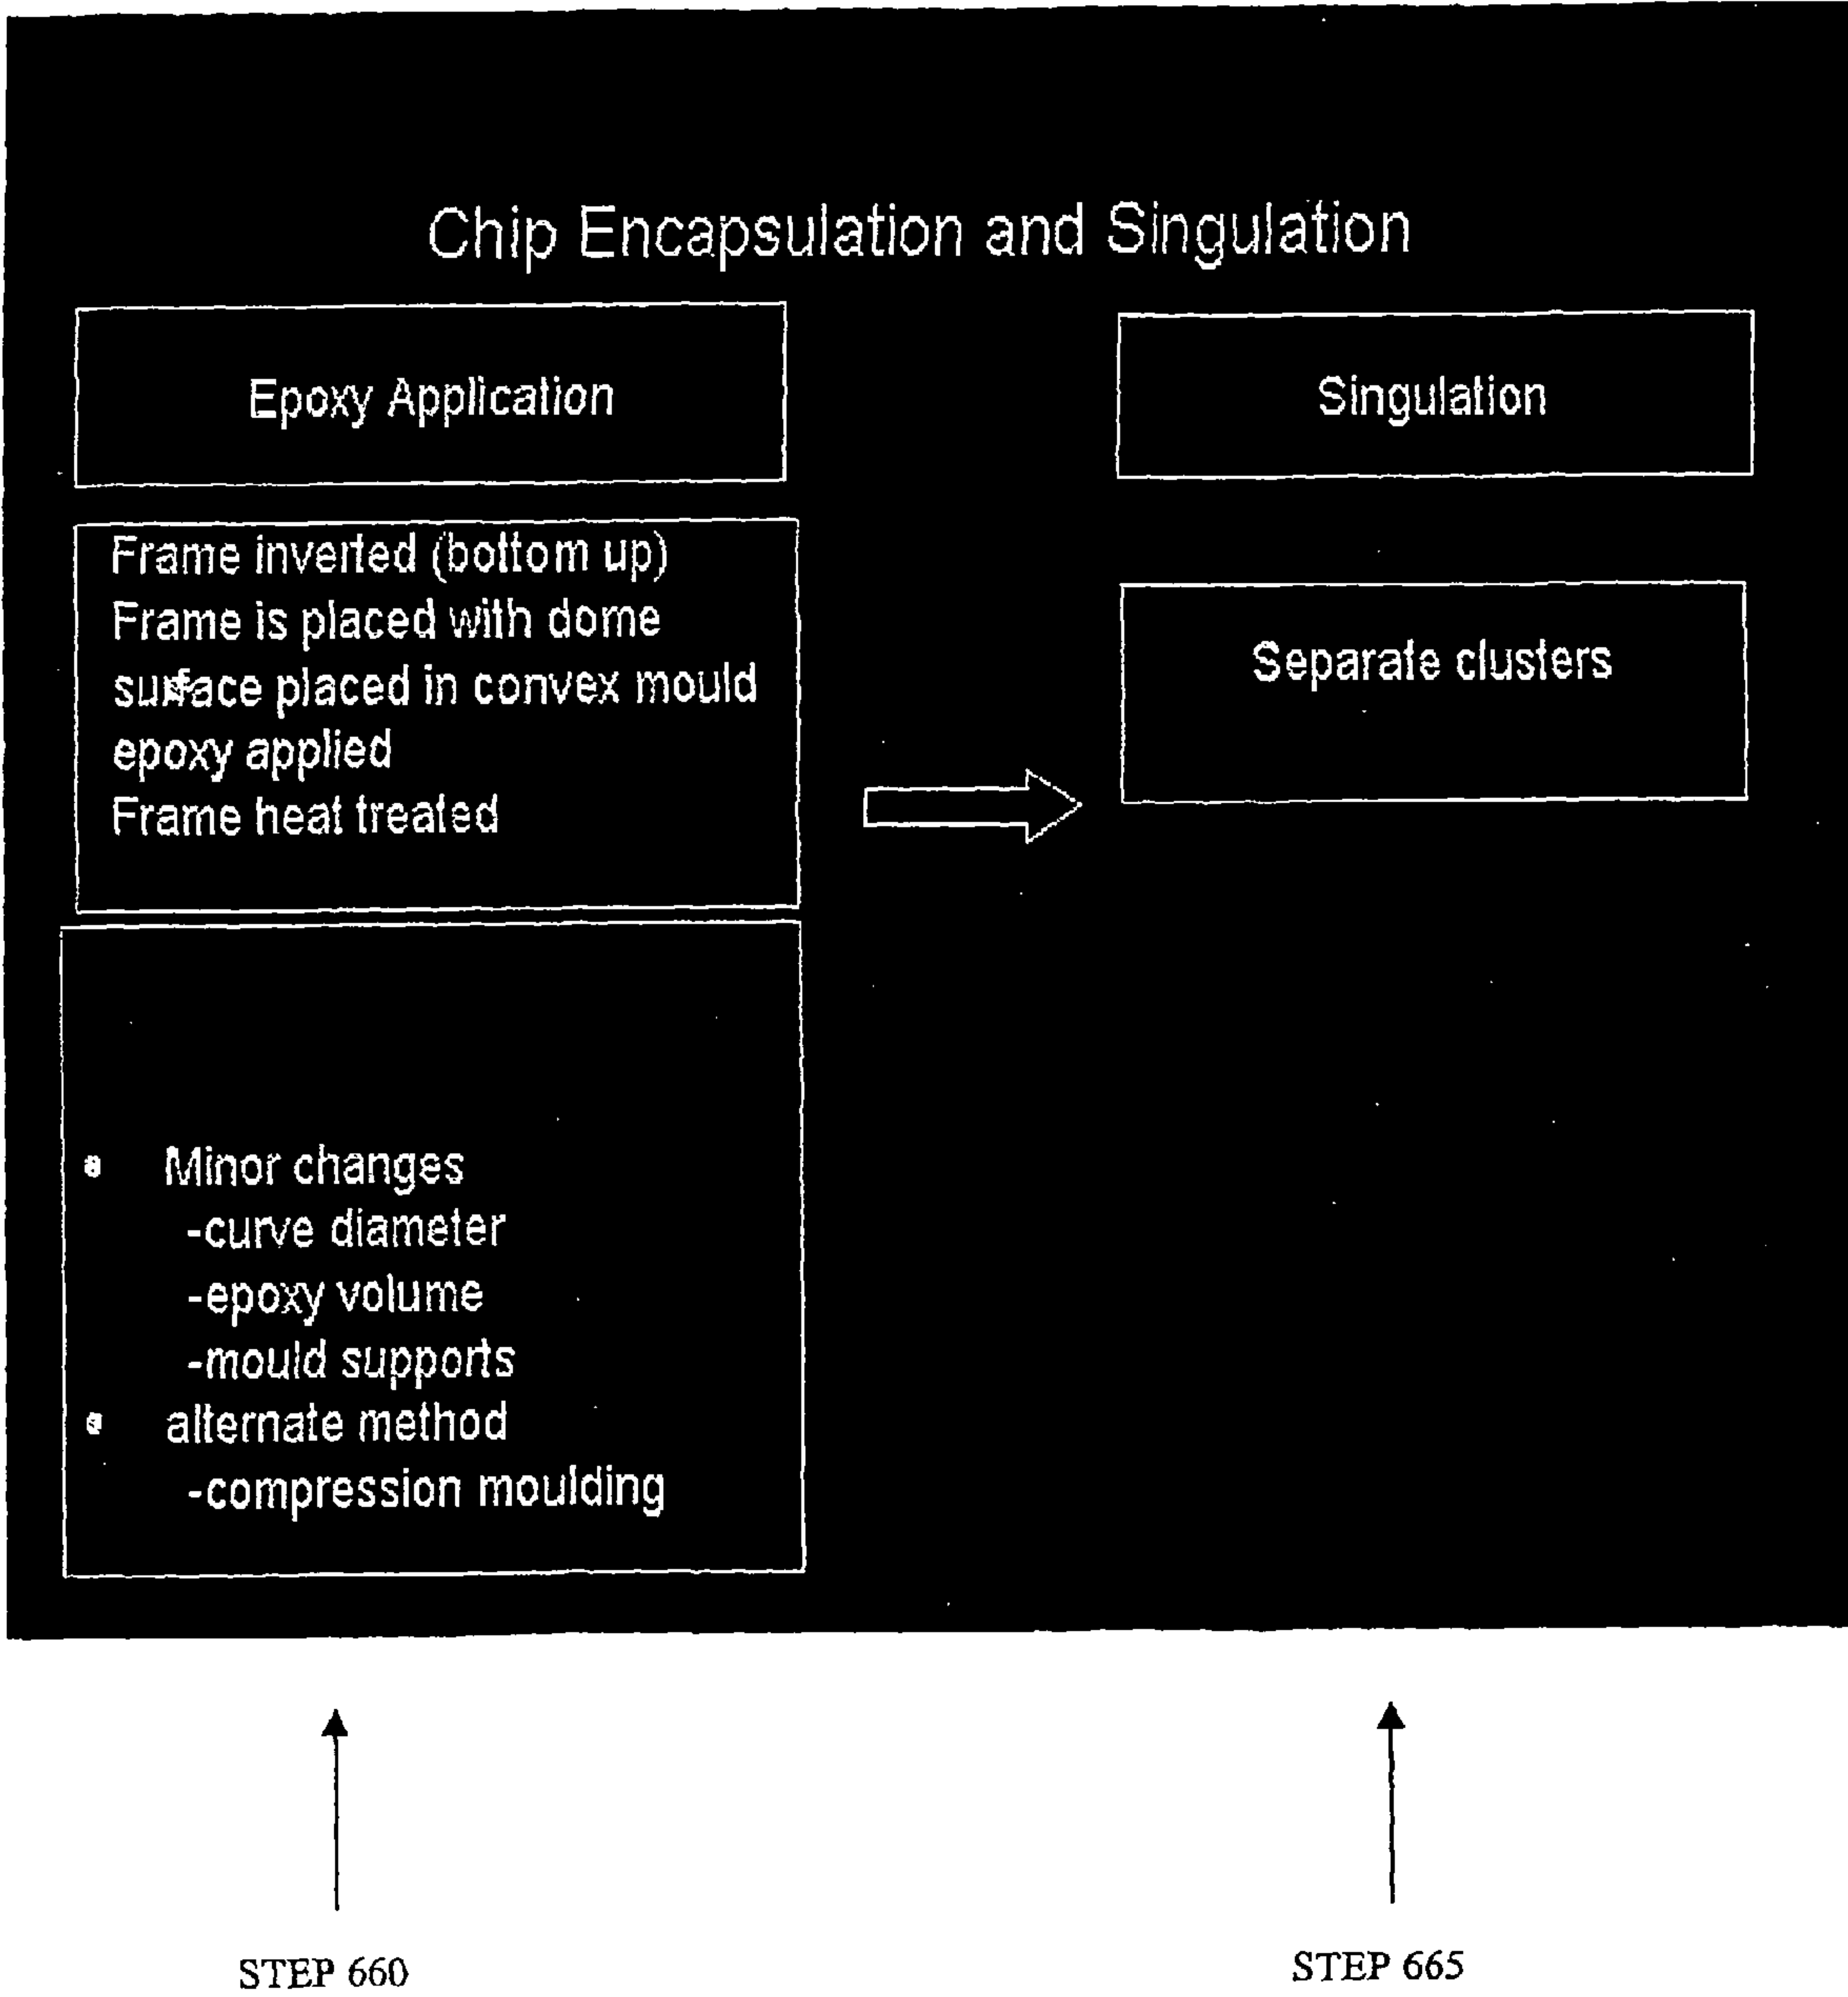 Chip Encapsulation and Singulation
Epoxy Application
Frame inverted (bottom up)
Frame is placed with dome
surface placed in convex mould
epoxy applied
Frame heat treated
• Minor changes
-curve diameter
-epoxy volume
-mould supports
• alternate method
-compression moulding
Singulation
Separate clusters
STEP 660
STEP 665